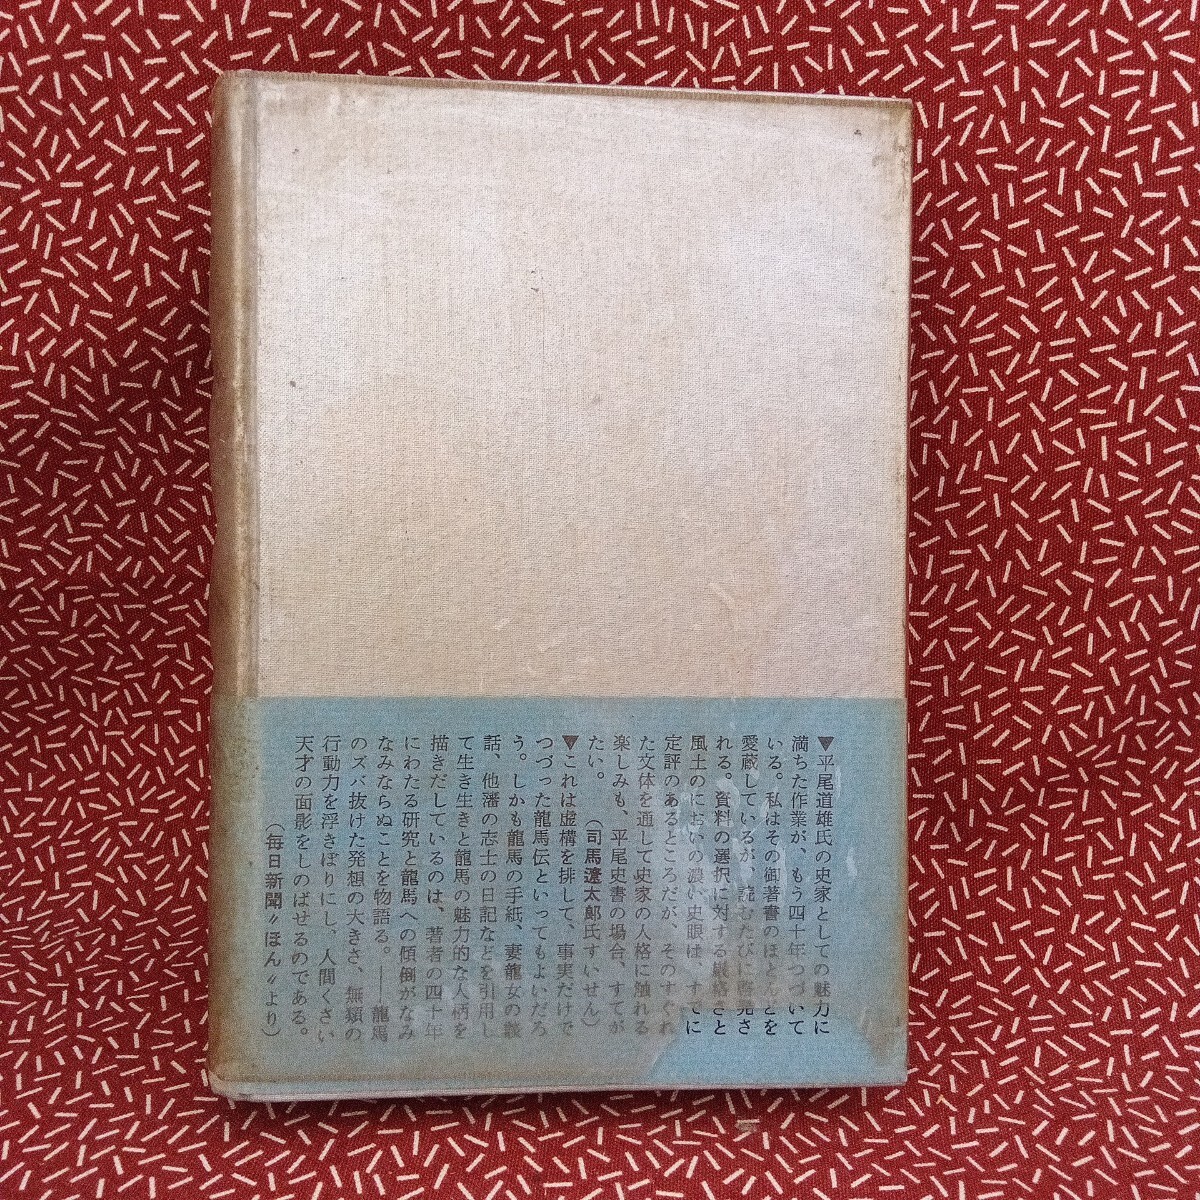 ▼平尾道雄氏の史家としての魅力に
満ちた作業が、もう四十年つづいて
いる。私はその御著書のほとんどを
愛蔵しているが、読むたびに啓発さ
れる。資料の選択に対する厳格さと
風土のにおいの濃い史眼は、すでに
定評のあるところだが、そのすぐれ
た文体を通して史家の人格に触れる
楽しみも、平尾史書の場合、すてが
たい。（司馬遼太郎氏すいせん）
▼これは虚構を排して、事実だけで
つづった龍馬伝といってもよいだろ
う。しかも龍馬の手紙、妻龍女の談
話、他藩の志士の日記などを引用し
て生き生きと龍馬の魅力的な人柄を
描きだしているのは、著者の四十年
にわたる研究と龍馬への傾倒がなみ
なみならぬことを物語る。――龍馬
のズバ抜けた発想の大きさ、無類の
行動力を浮きぼりにし、人間くさい
天才の面影をしのばせるのである。
（毎日新聞〝ほん〟より）